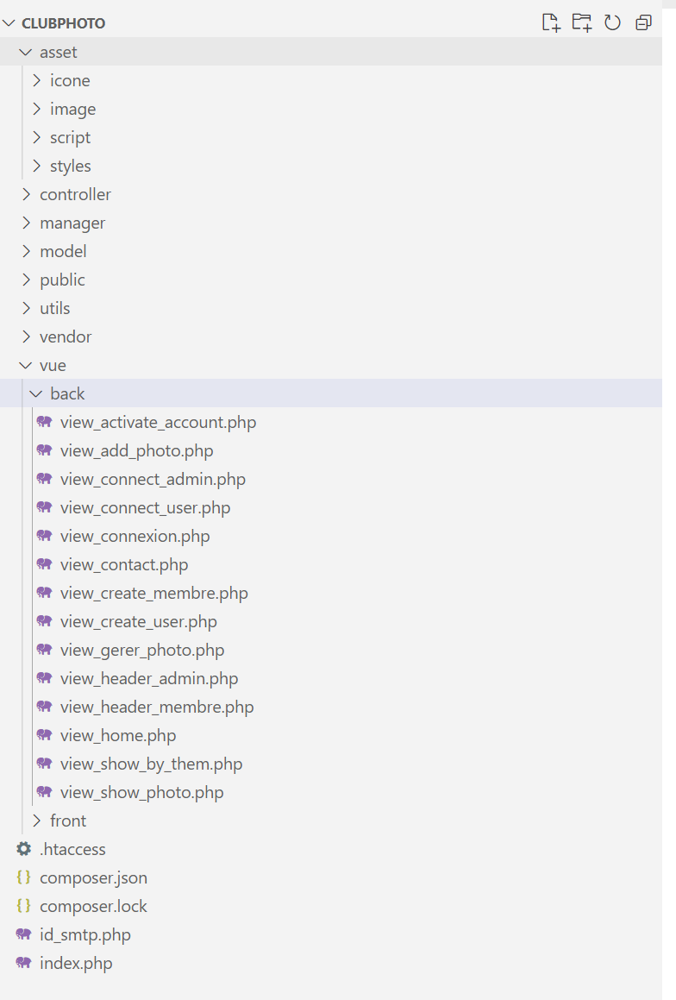 CLUBPHOTO
asset
icone
image
script
styles
controller
manager
model
public
utils
vendor
vue
back
view_activate_account.php
view_add_photo.php
view_connect_admin.php
view_connect_user.php
view_connexion.php
view_contact.php
view_create_membre.php
view_create_user.php
view_gerer_photo.php
view_header_admin.php
view_header_membre.php
view_home.php
view_show_by_them.php
view_show_photo.php
front
.htaccess
composer.json
composer.lock
id_smtp.php
index.php